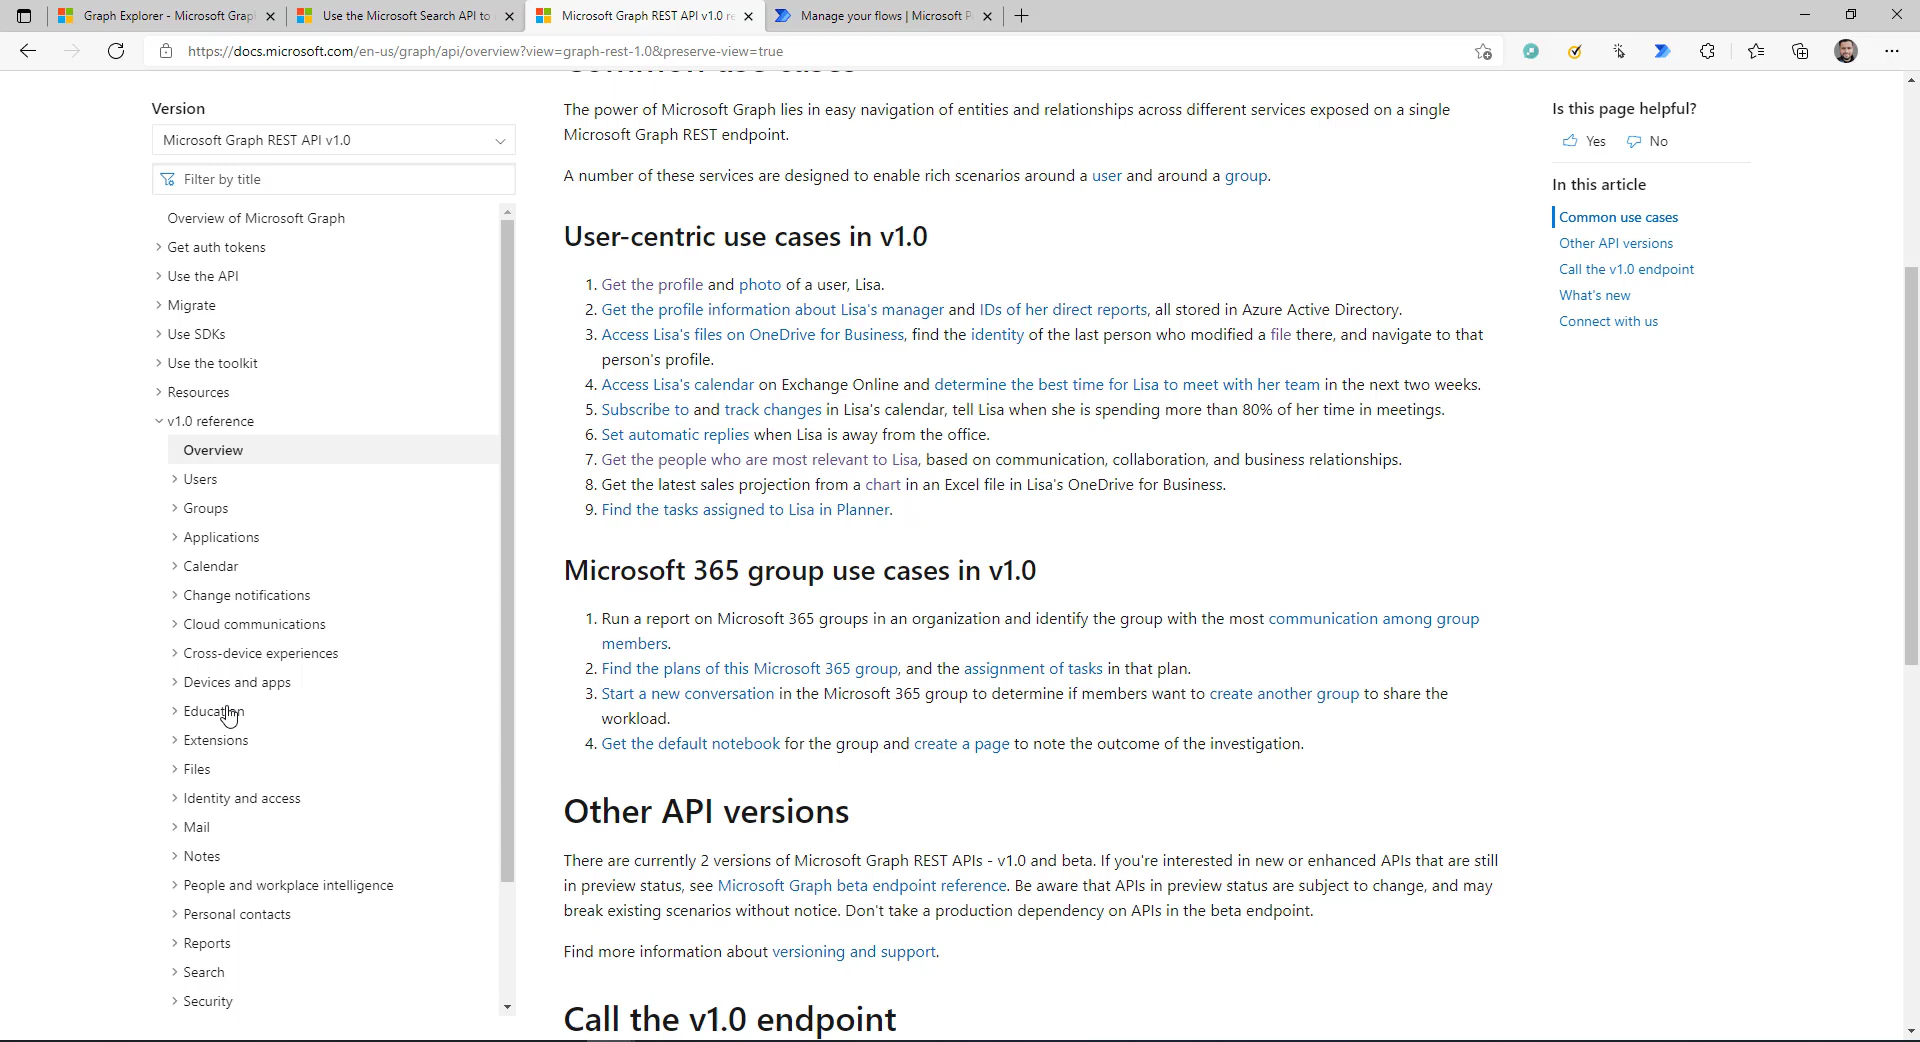 Graph Explorer - Microsoft Grap
Use the Microsoft Search API to
Microsoft Graph REST API v1.0 re
Manage your flows | Microsoft P
https://docs.microsoft.com/en-us/graph/api/overview?view=graph-rest-1.0&preserve-view=true
Version
Microsoft Graph REST API v1.0
Filter by title
Overview of Microsoft Graph
Get auth tokens
Use the API
Migrate
Use SDKs
Use the toolkit
Resources
v1.0 reference
Overview
Users
Groups
Applications
Calendar
Change notifications
Cloud communications
Cross-device experiences
Devices and apps
Education
Extensions
Files
Identity and access
Mail
Notes
People and workplace intelligence
Personal contacts
Reports
Search
Security
Common use cases
The power of Microsoft Graph lies in easy navigation of entities and relationships across different services exposed on a single
Microsoft Graph REST endpoint.
A number of these services are designed to enable rich scenarios around a user and around a group.
User-centric use cases in v1.0
1. Get the profile and photo of a user, Lisa.
2. Get the profile information about Lisa's manager and IDs of her direct reports, all stored in Azure Active Directory.
3. Access Lisa's files on OneDrive for Business, find the identity of the last person who modified a file there, and navigate to that
person's profile.
4. Access Lisa's calendar on Exchange Online and determine the best time for Lisa to meet with her team in the next two weeks.
5. Subscribe to and track changes in Lisa's calendar, tell Lisa when she is spending more than 80% of her time in meetings.
6. Set automatic replies when Lisa is away from the office.
7. Get the people who are most relevant to Lisa, based on communication, collaboration, and business relationships.
8. Get the latest sales projection from a chart in an Excel file in Lisa's OneDrive for Business.
9. Find the tasks assigned to Lisa in Planner.
Microsoft 365 group use cases in v1.0
1. Run a report on Microsoft 365 groups in an organization and identify the group with the most communication among group
members.
2. Find the plans of this Microsoft 365 group, and the assignment of tasks in that plan.
3. Start a new conversation in the Microsoft 365 group to determine if members want to create another group to share the
workload.
4. Get the default notebook for the group and create a page to note the outcome of the investigation.
Other API versions
There are currently 2 versions of Microsoft Graph REST APIs - v1.0 and beta. If you're interested in new or enhanced APIs that are still
in preview status, see Microsoft Graph beta endpoint reference. Be aware that APIs in preview status are subject to change, and may
break existing scenarios without notice. Don't take a production dependency on APIs in the beta endpoint.
Find more information about versioning and support.
Call the v1.0 endpoint
Is this page helpful?
Yes No
In this article
Common use cases
Other API versions
Call the v1.0 endpoint
What's new
Connect with us